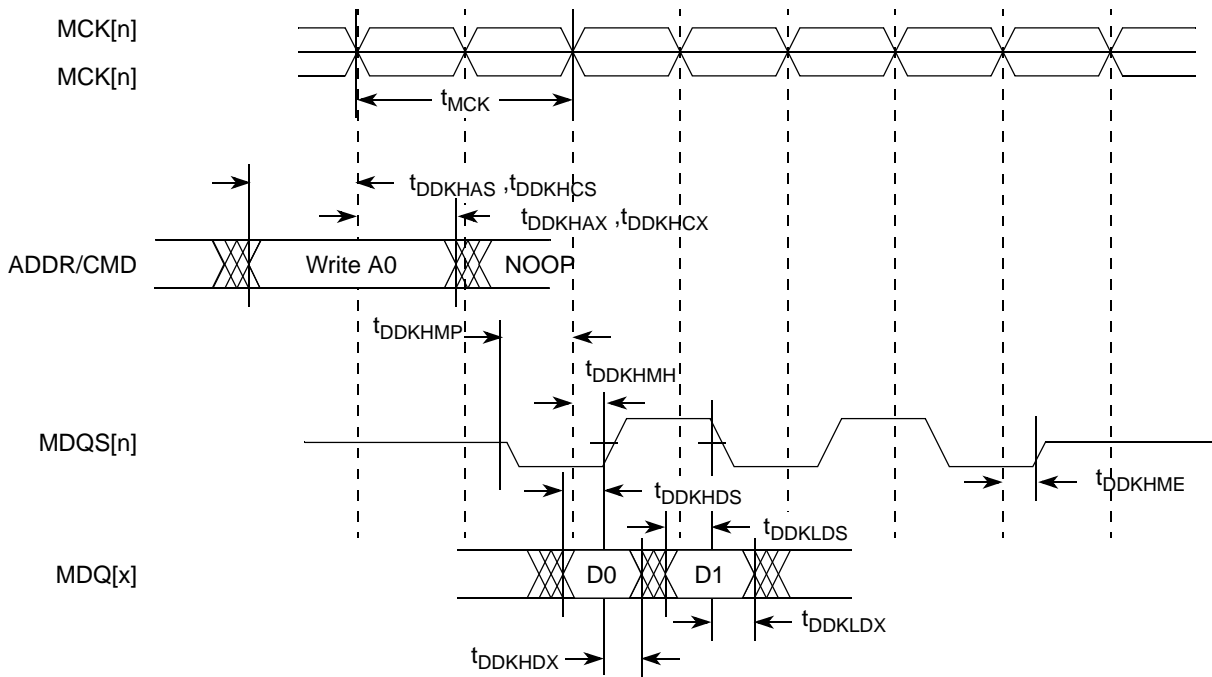 MCK[n]
MCK[n]
tMCK
tDDKHAS ,tDDKHCS
tDDKHAX ,tDDKHCX
ADDR/CMD
Write A0
NOOP
tDDKHMP
tDDKHMH
MDQS[n]
tDDKHME
tDDKHDS
tDDKLDS
MDQ[x]
D0
D1
tDDKLDX
tDDKHDX